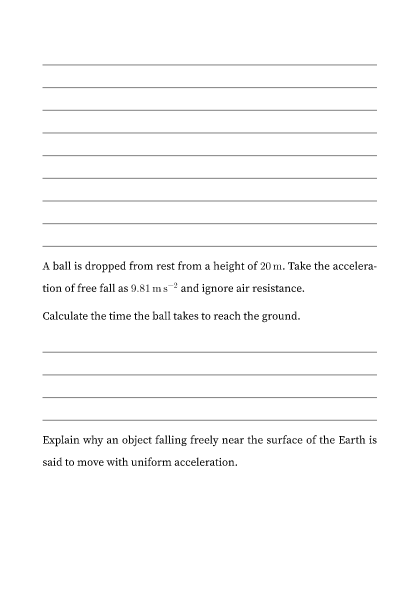 A ball is dropped from rest from a height of 20 m. Take the accelera-
tion of free fall as 9.81 m s⁻² and ignore air resistance.
Calculate the time the ball takes to reach the ground.
Explain why an object falling freely near the surface of the Earth is
said to move with uniform acceleration.